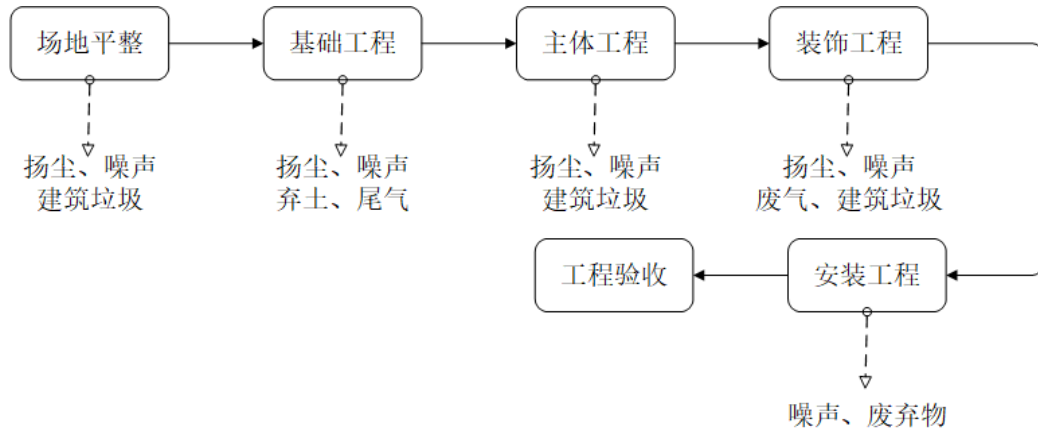 场地平整
基础工程
主体工程
装饰工程
扬尘、噪声
建筑垃圾
扬尘、噪声
弃土、尾气
扬尘、噪声
建筑垃圾
扬尘、噪声
废气、建筑垃圾
工程验收
安装工程
噪声、废弃物